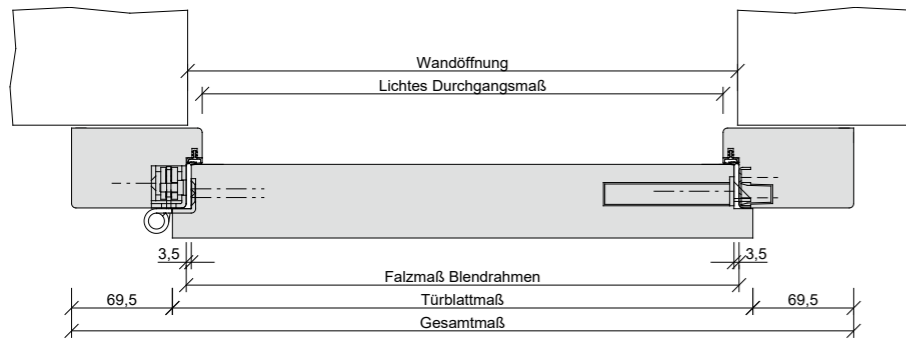 Wandöffnung
Lichtes Durchgangsmaß
3,5 3,5
Falzmaß Blendrahmen
69,5 Türblattmaß 69,5
Gesamtmaß